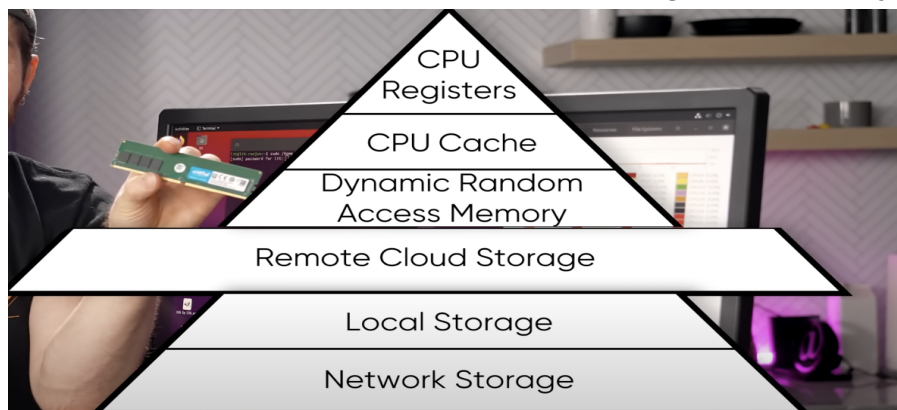 CPU
Registers
CPU Cache
Dynamic Random
Access Memory
Remote Cloud Storage
Local Storage
Network Storage